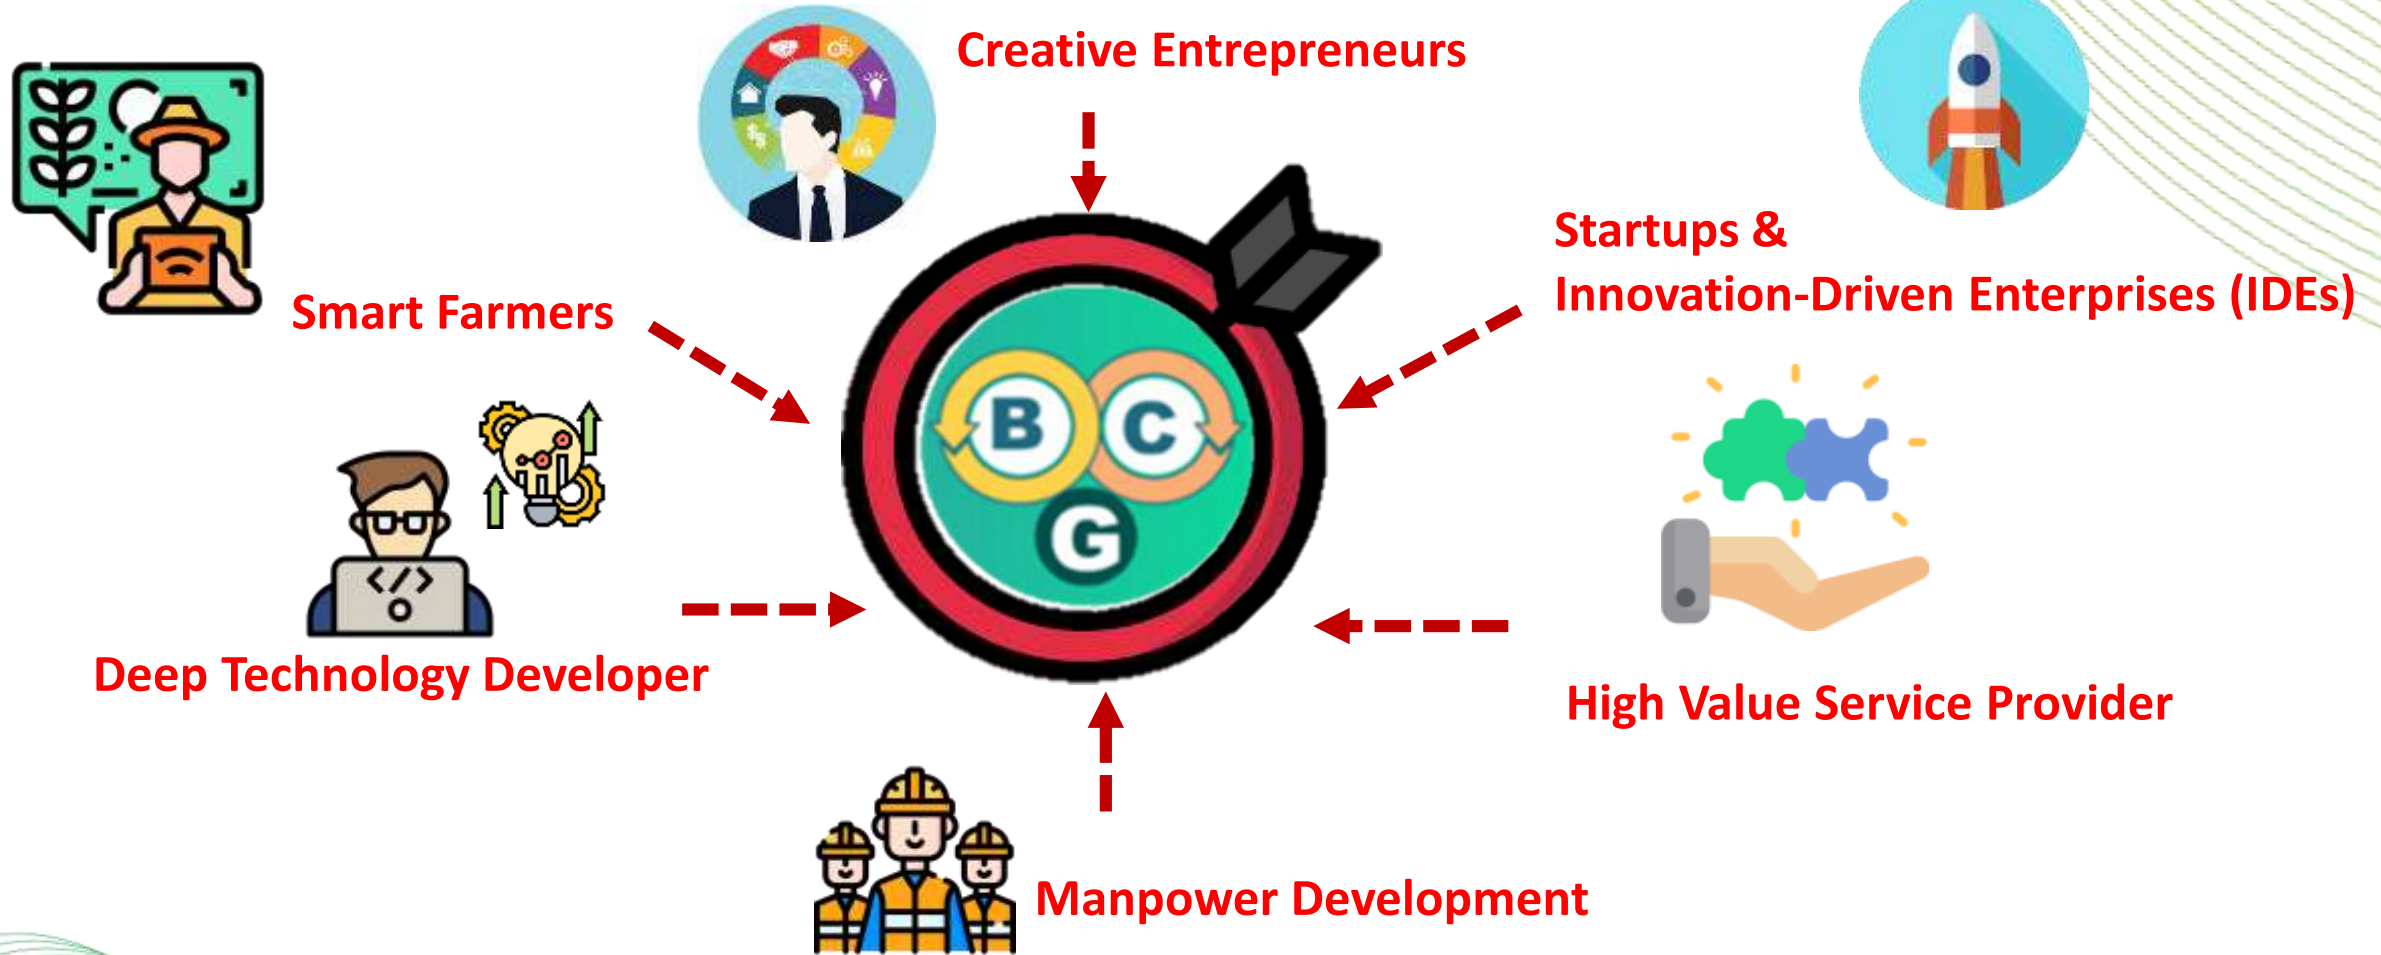 Creative Entrepreneurs
Startups &
Innovation-Driven Enterprises (IDEs)
Smart Farmers
B C
G
$$
</>
Deep Technology Developer
High Value Service Provider
Manpower Development